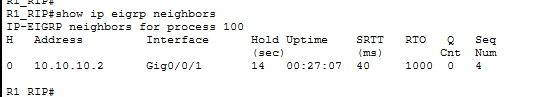 R1_RIP#
R1_RIP#show ip eigrp neighbors
IP-EIGRP neighbors for process 100
H   Address         Interface      Hold Uptime    SRTT   RTO   Q   Seq
                                   (sec)          (ms)        Cnt  Num
0   10.10.10.2      Gig0/0/1       14   00:27:07  40     1000  0   4
R1 RIP#